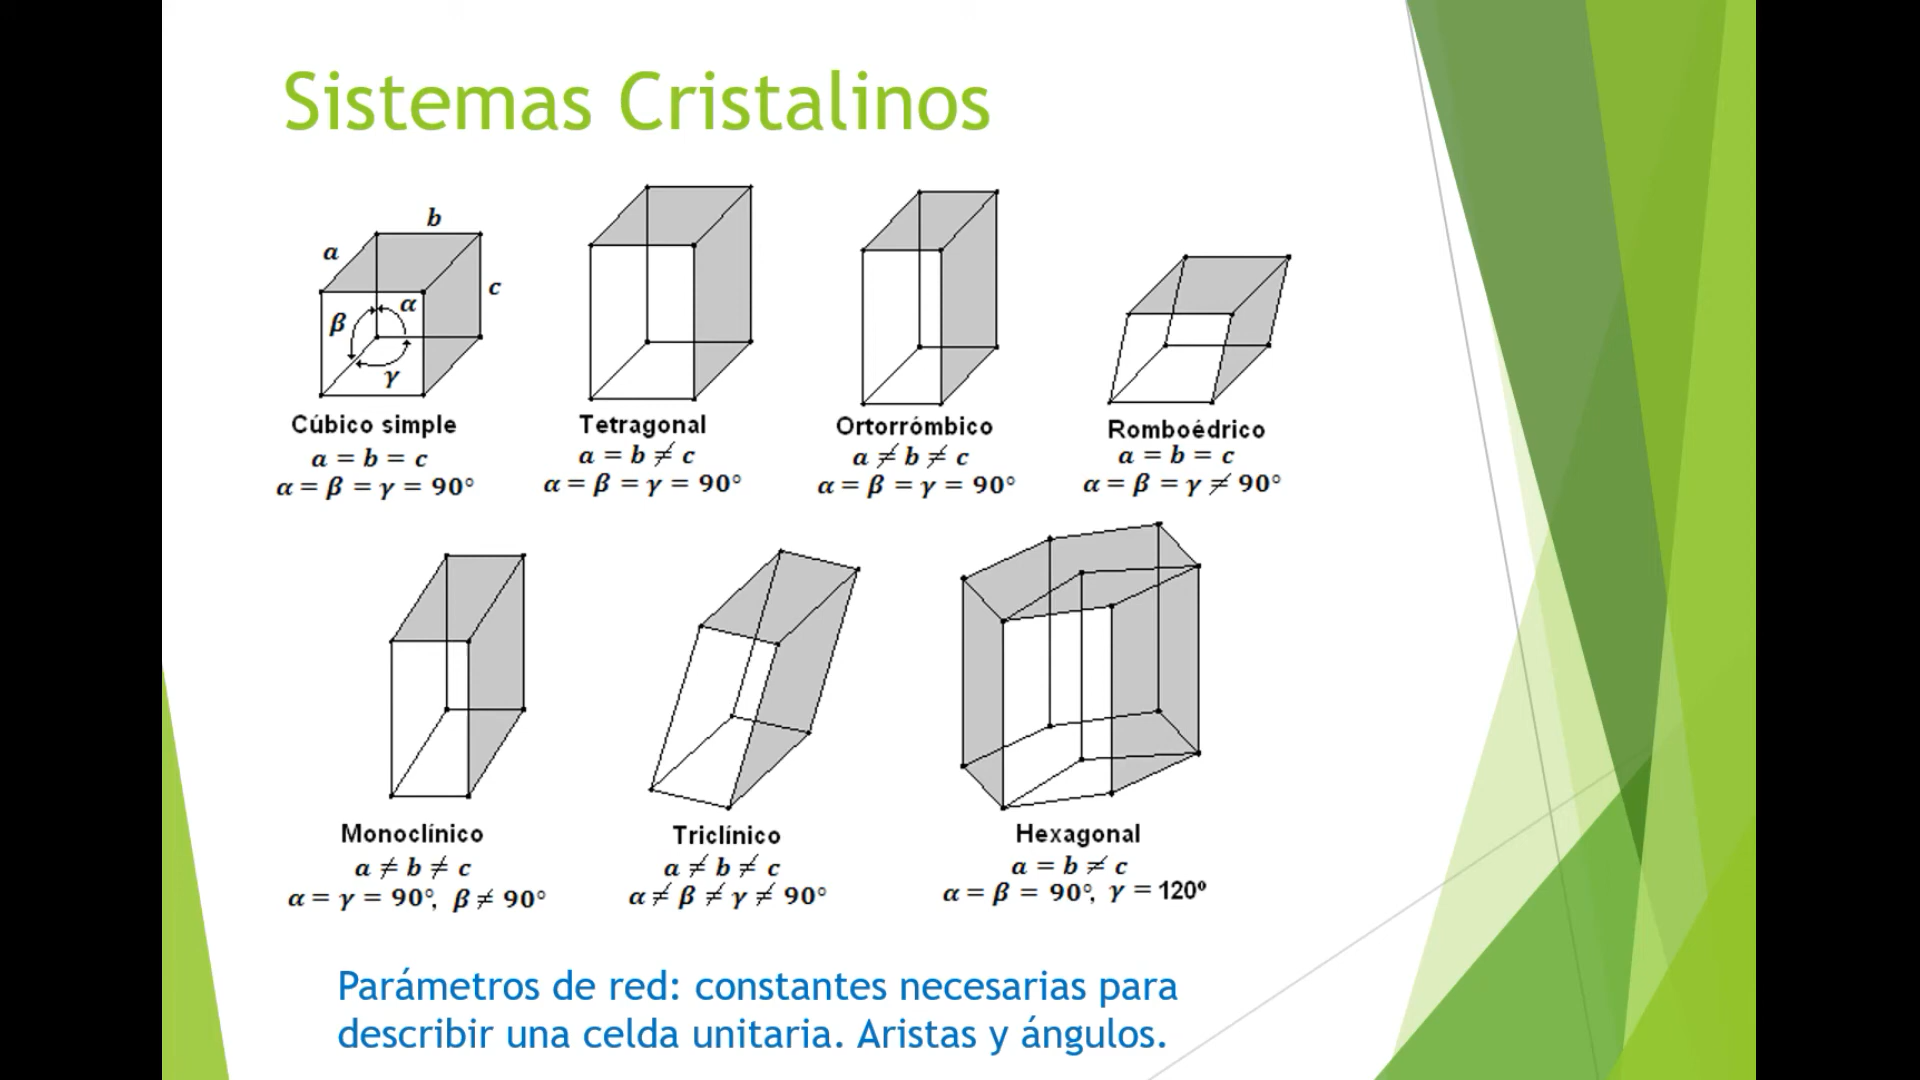 Sistemas Cristalinos
b
a
c
α
β
γ
Cúbico simple
a = b = c
α = β = γ = 90°
Tetragonal
a = b ≠ c
α = β = γ = 90°
Ortorrómbico
a ≠ b ≠ c
α = β = γ = 90°
Romboédrico
a = b = c
α = β = γ ≠ 90°
Monoclínico
a ≠ b ≠ c
α = γ = 90°, β ≠ 90°
Triclínico
a ≠ b ≠ c
α ≠ β ≠ γ ≠ 90°
Hexagonal
a = b ≠ c
α = β = 90°, γ = 120º
Parámetros de red: constantes necesarias para
describir una celda unitaria. Aristas y ángulos.